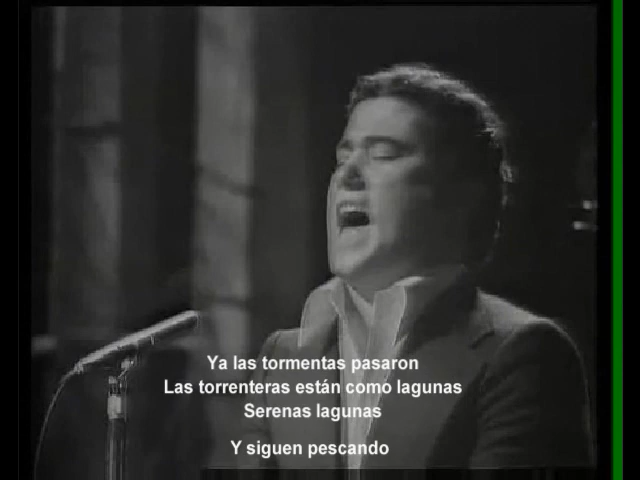 Ya las tormentas pasaron
Las torrenteras están como lagunas
Serenas lagunas
Y siguen pescando